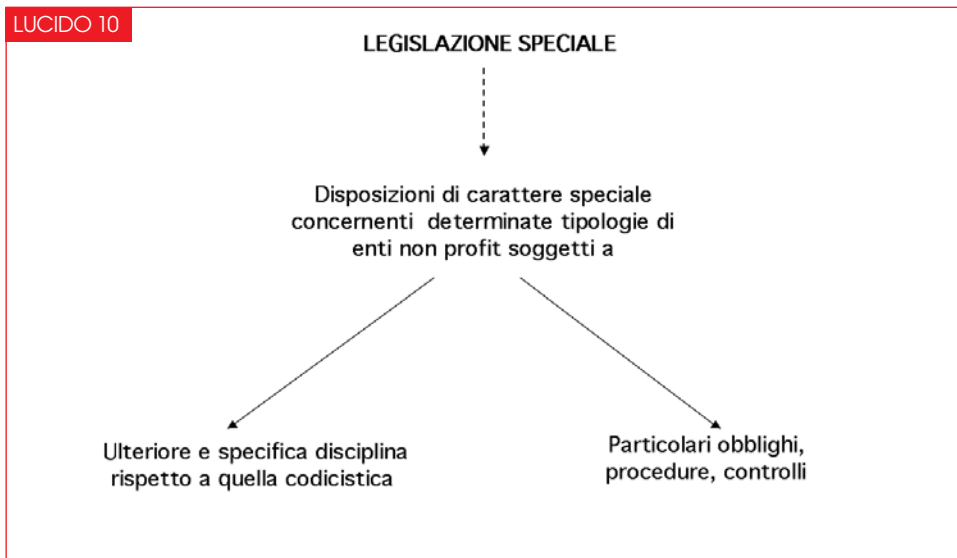 LUCIDO 10
LEGISLAZIONE SPECIALE
Disposizioni di carattere speciale
concernenti determinate tipologie di
enti non profit soggetti a
Ulteriore e specifica disciplina
rispetto a quella codicistica
Particolari obblighi,
procedure, controlli